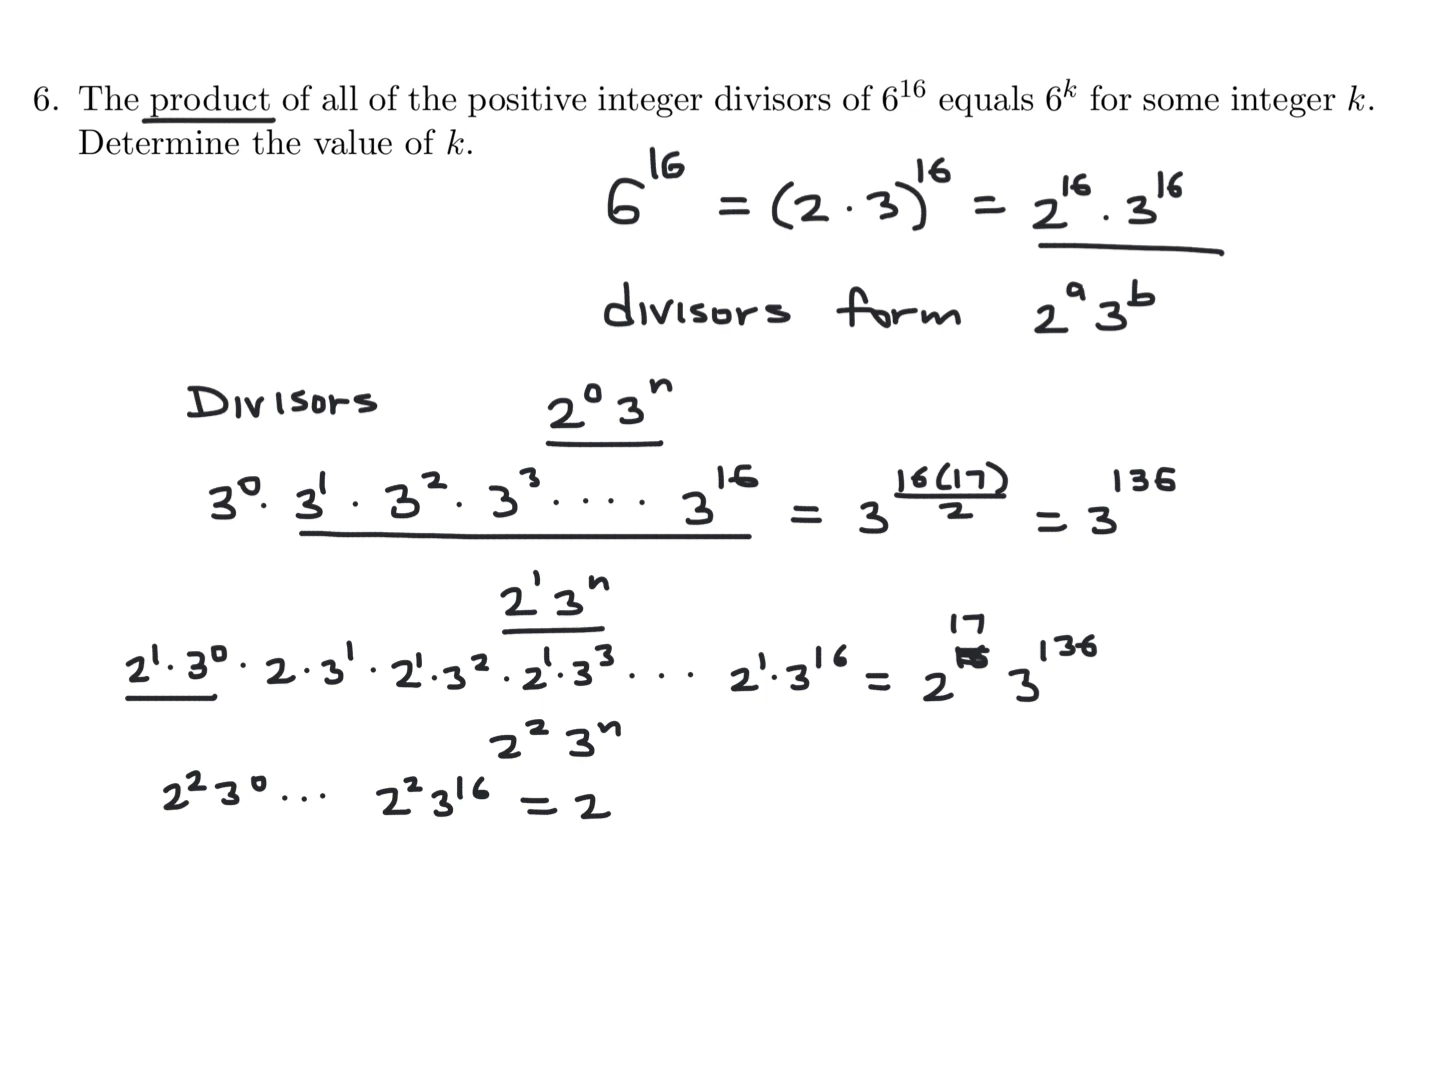 6. The product of all of the positive integer divisors of 6^16 equals 6^k for some integer k.
Determine the value of k.
6^16 = (2 · 3)^16 = 2^16 · 3^16
divisors form 2^a 3^b
Divisors 2^0 3^n
3^0 · 3^1 · 3^2 · 3^3 · · · · 3^16 = 3^(16(17)/2) = 3^136
2^1 3^n
2^1 · 3^0 · 2 · 3^1 · 2^1 · 3^2 · 2^1 · 3^3 · · · 2^1 · 3^16 = 2^17 3^136
2^2 3^n
2^2 3^0 ... 2^2 3^16 = 2